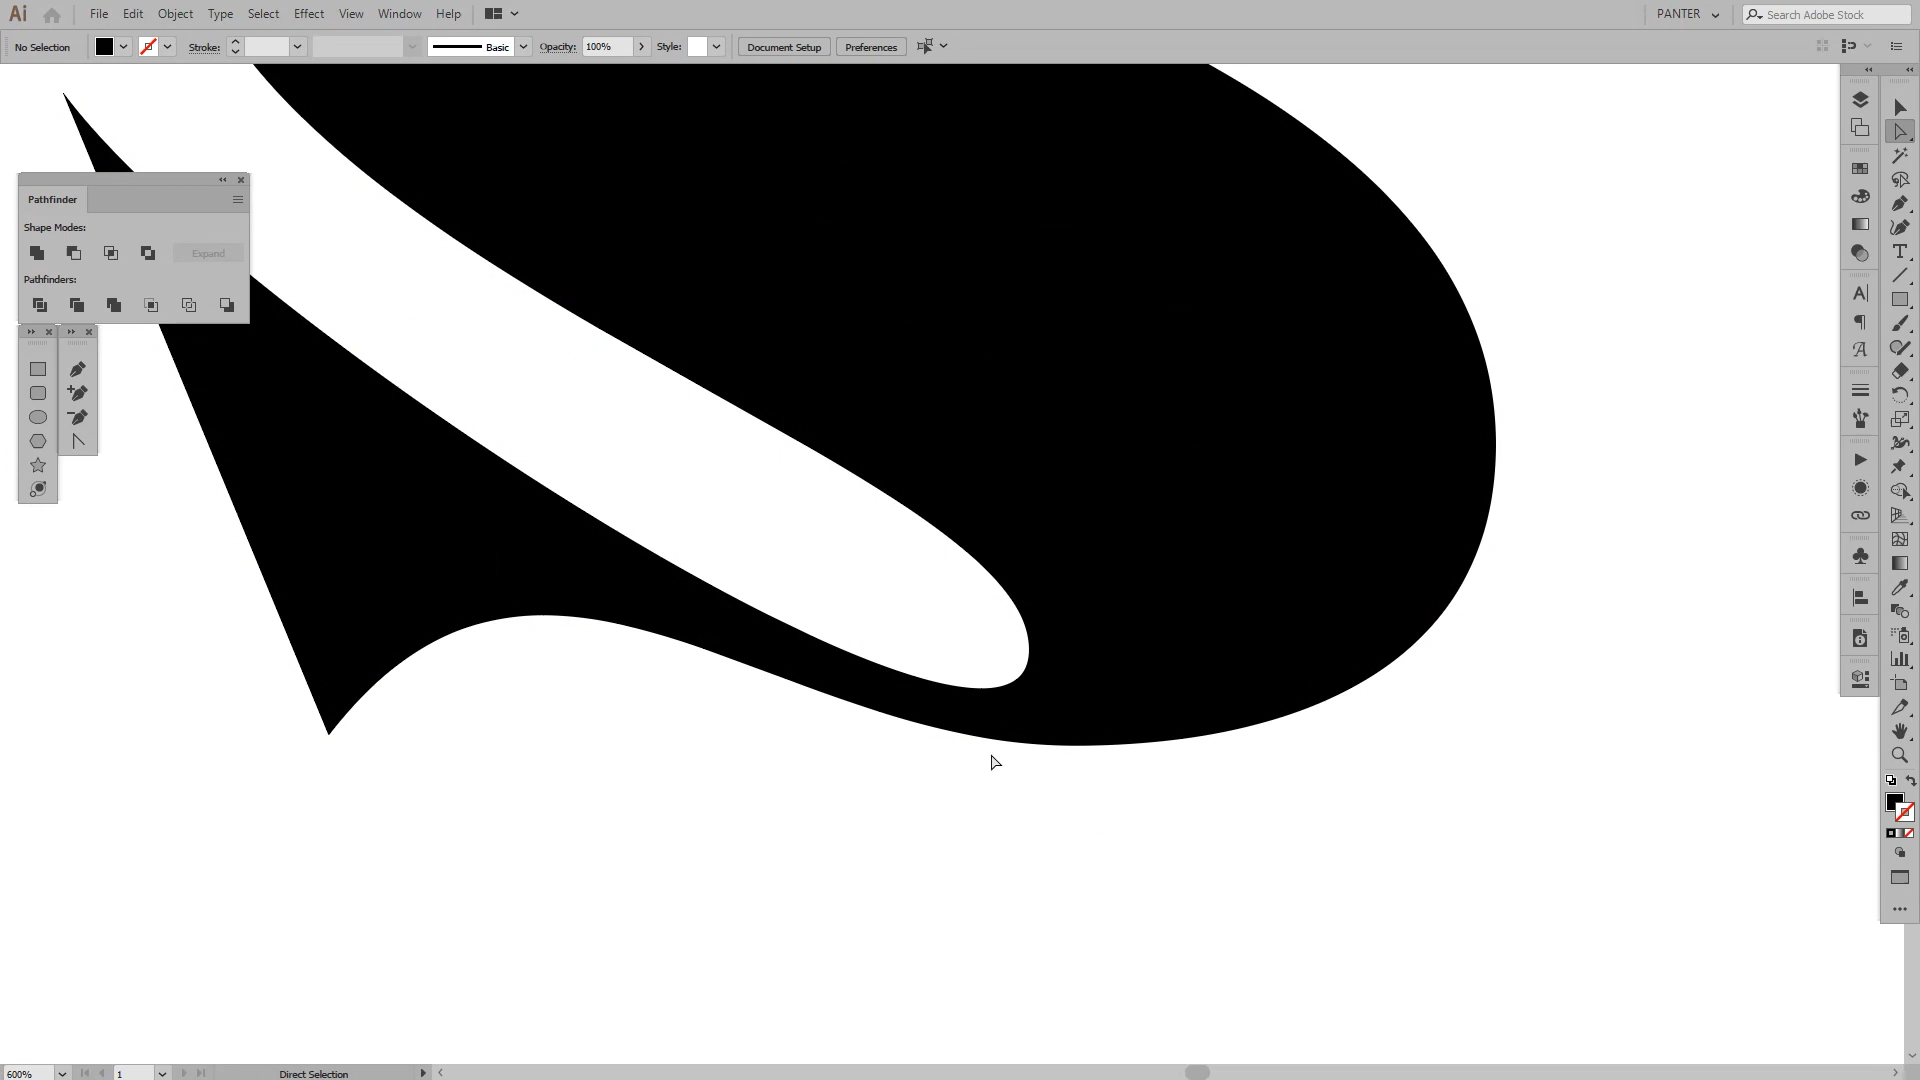 Ai File Edit Object Type Select Effect View Window Help PANTER Search Adobe Stock
No Selection Stroke: Basic Opacity: 100% Style: Document Setup Preferences
Pathfinder
Shape Modes:
Expand
Pathfinders:
600% 1 Direct Selection